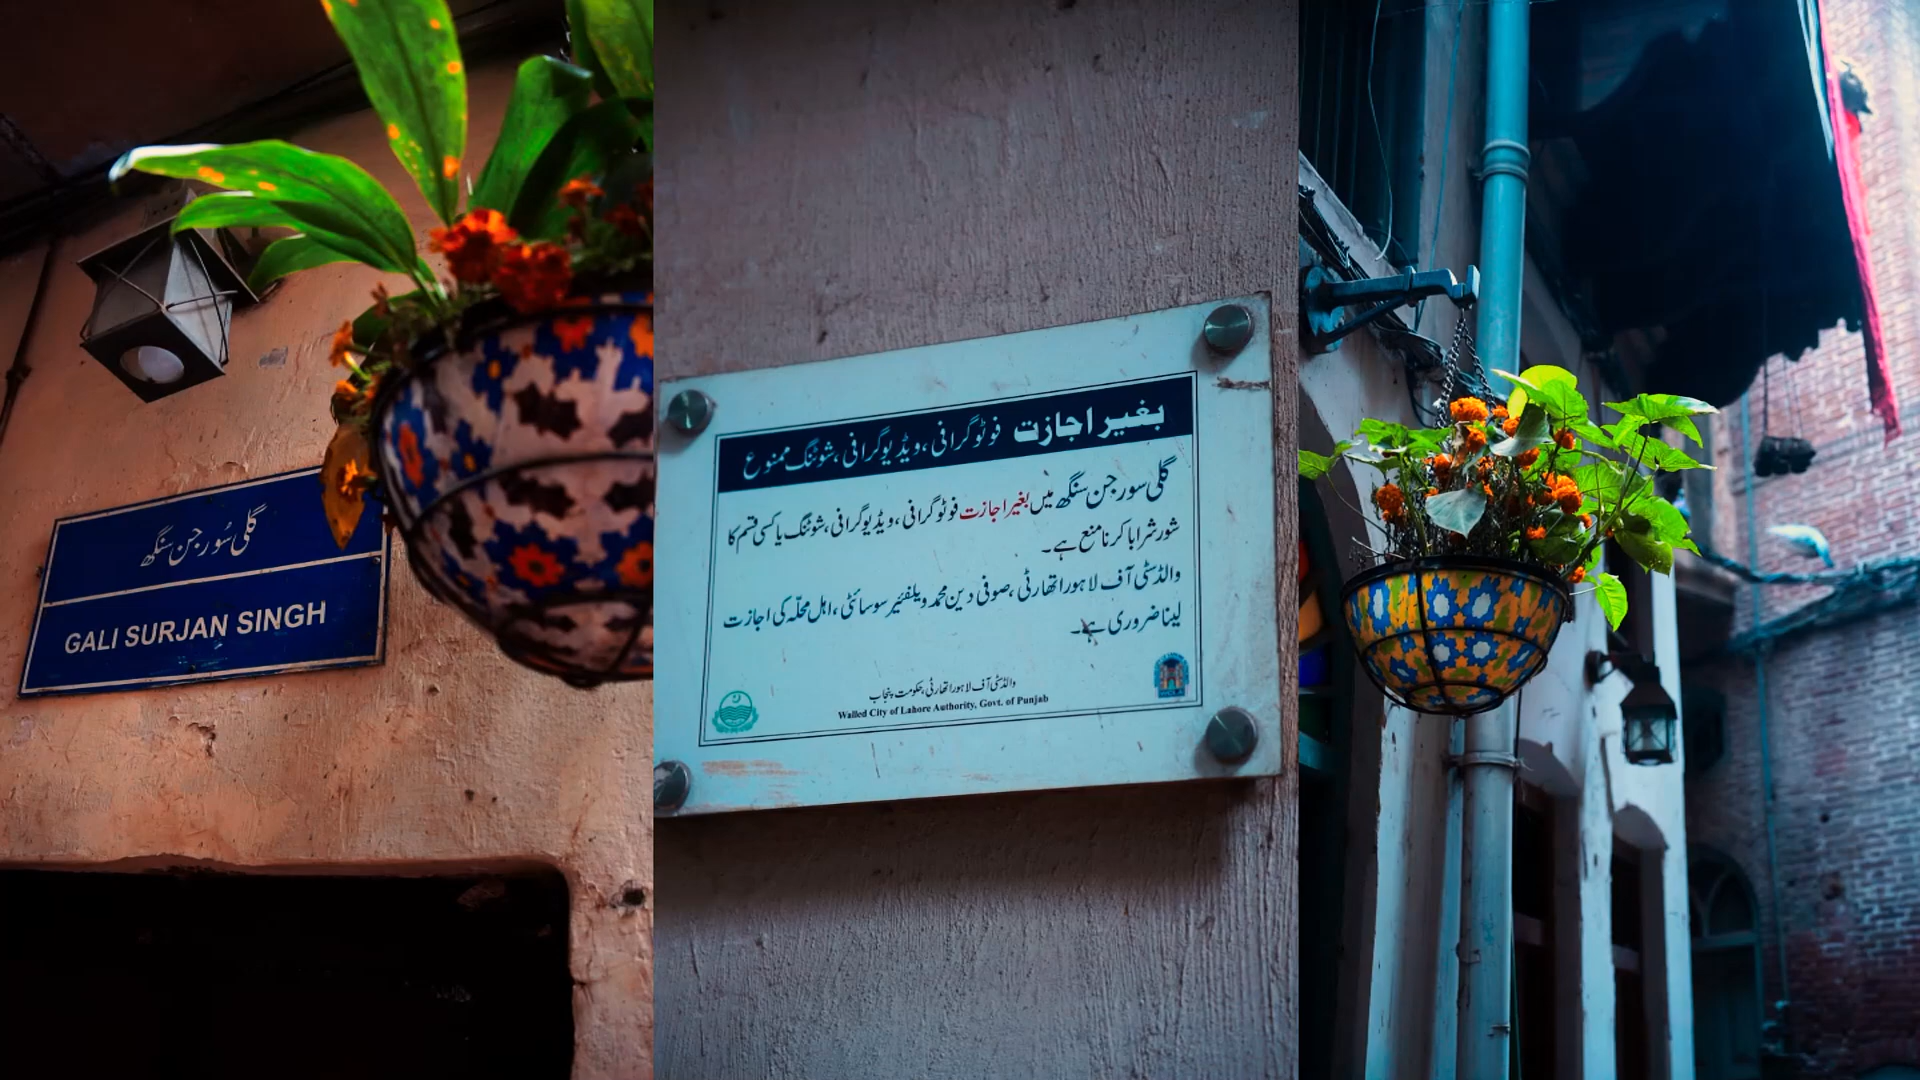 گلی سُورجن سنگھ
GALI SURJAN SINGH
بغیر اجازت فوٹوگرافی، ویڈیوگرافی، شوٹنگ ممنوع
گلی سورجن سنگھ میں بغیر اجازت فوٹوگرافی، ویڈیوگرافی، شوٹنگ یا کسی قسم کا
شور شرابا کرنا منع ہے۔
والڈ سٹی آف لاہور اتھارٹی، صوفی دین محمد ویلفئیر سوسائٹی، اہل محلّہ کی اجازت
لینا ضروری ہے۔
والڈ سٹی آف لاہور اتھارٹی، حکومت پنجاب
Walled City of Lahore Authority, Govt. of Punjab